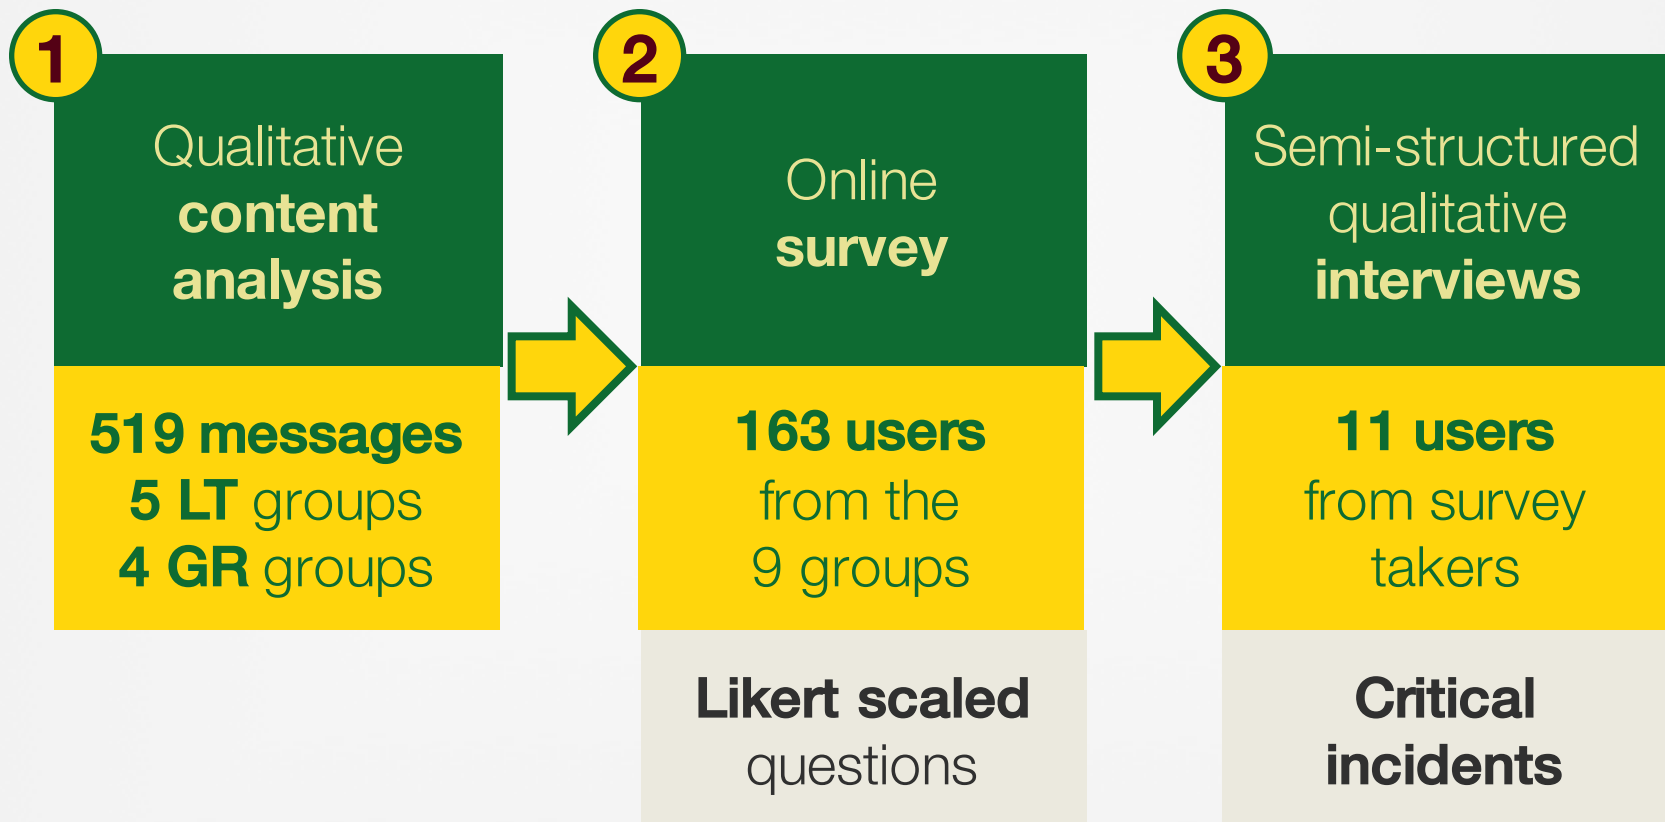 1
Qualitative
content
analysis
519 messages
5 LT groups
4 GR groups
2
Online
survey
163 users
from the
9 groups
Likert scaled
questions
3
Semi-structured
qualitative
interviews
11 users
from survey
takers
Critical
incidents